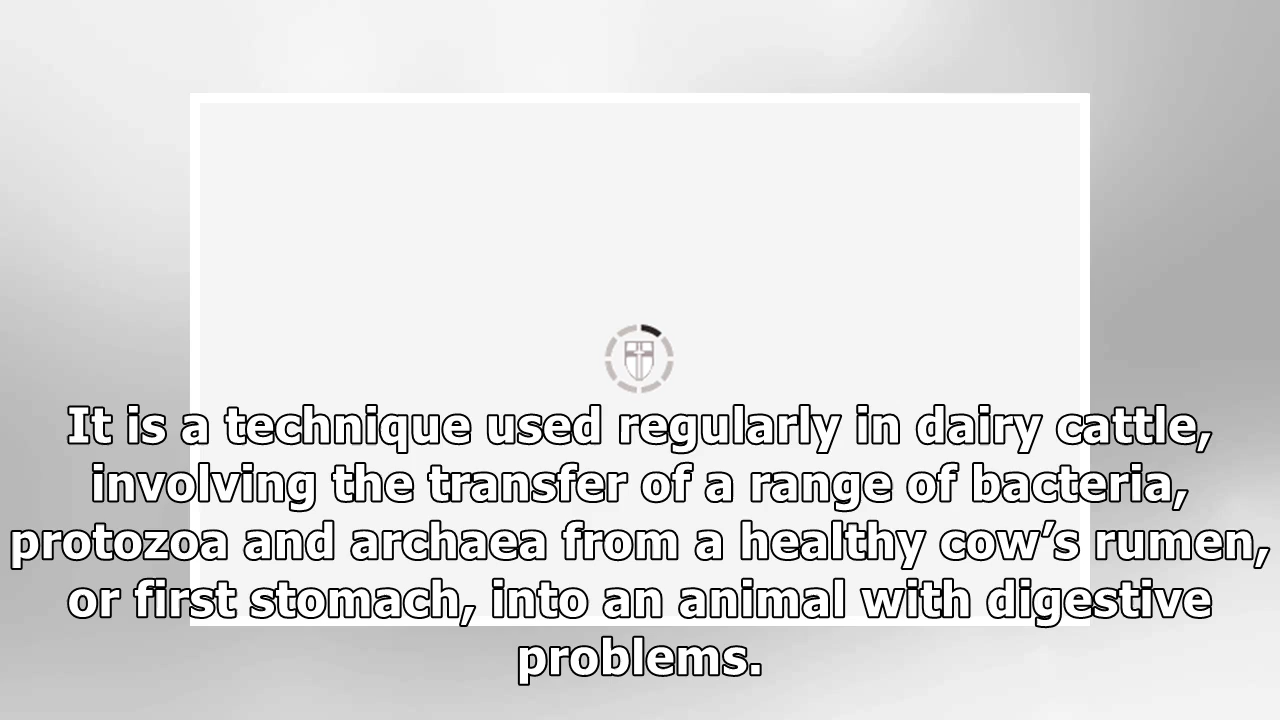 It is a technique used regularly in dairy cattle,
involving the transfer of a range of bacteria,
protozoa and archaea from a healthy cow’s rumen,
or first stomach, into an animal with digestive
problems.